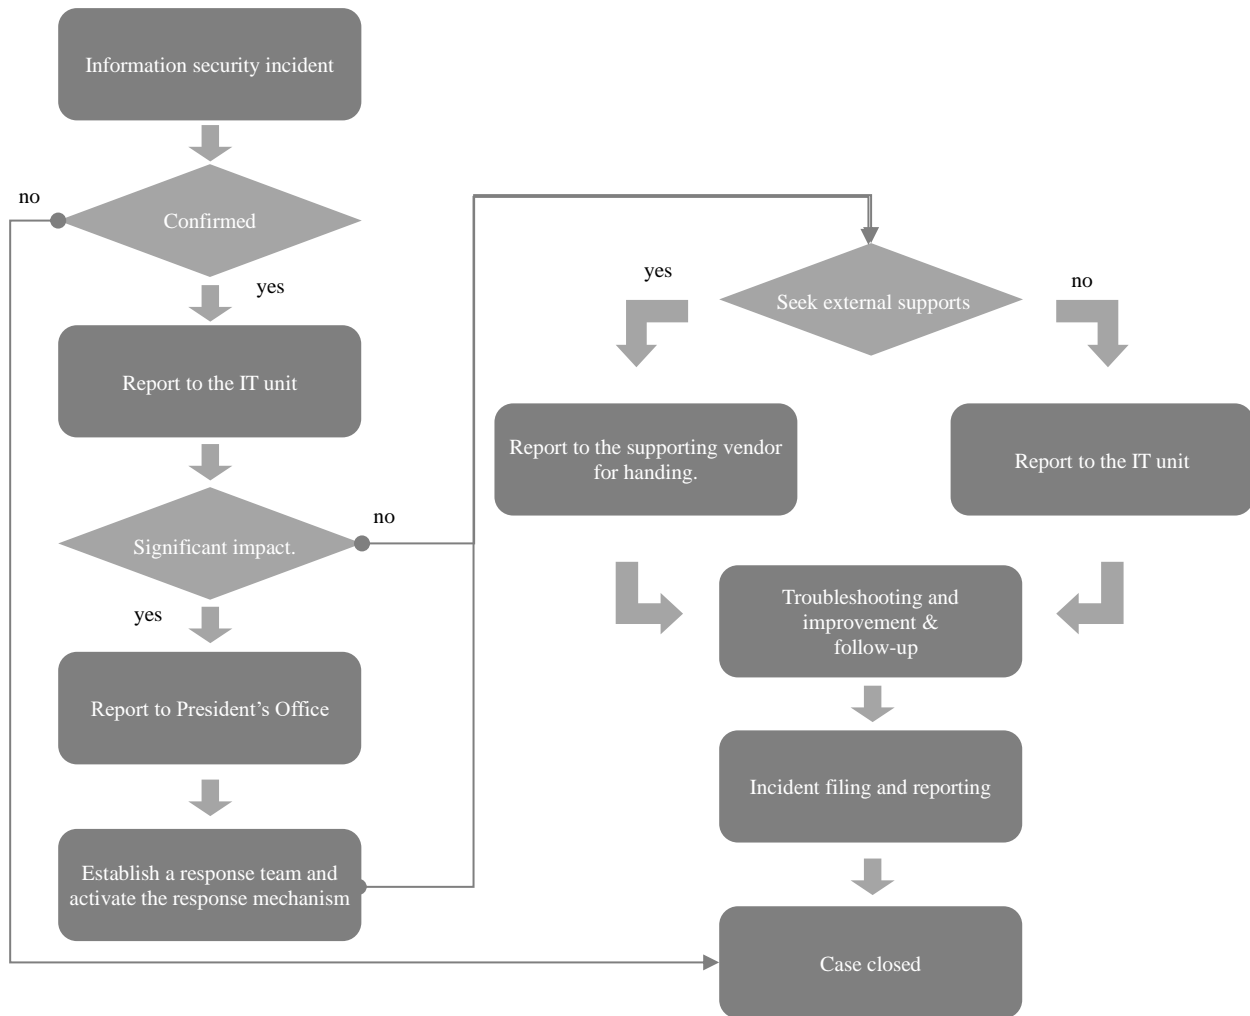 Information security incident
no
Confirmed
yes
Report to the IT unit
no
Significant impact.
yes
Report to President’s Office
Establish a response team and
activate the response mechanism
yes
Seek external supports
no
Report to the supporting vendor
for handing.
Report to the IT unit
Troubleshooting and
improvement &
follow-up
Incident filing and reporting
Case closed